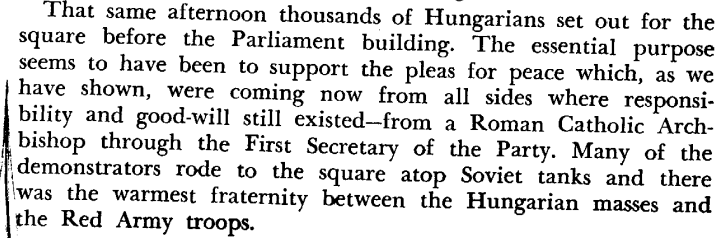 That same afternoon thousands of Hungarians set out for the
square before the Parliament building. The essential purpose
seems to have been to support the pleas for peace which, as we
have shown, were coming now from all sides where responsi-
bility and good-will still existed—from a Roman Catholic Arch-
bishop through the First Secretary of the Party. Many of the
demonstrators rode to the square atop Soviet tanks and there
was the warmest fraternity between the Hungarian masses and
the Red Army troops.